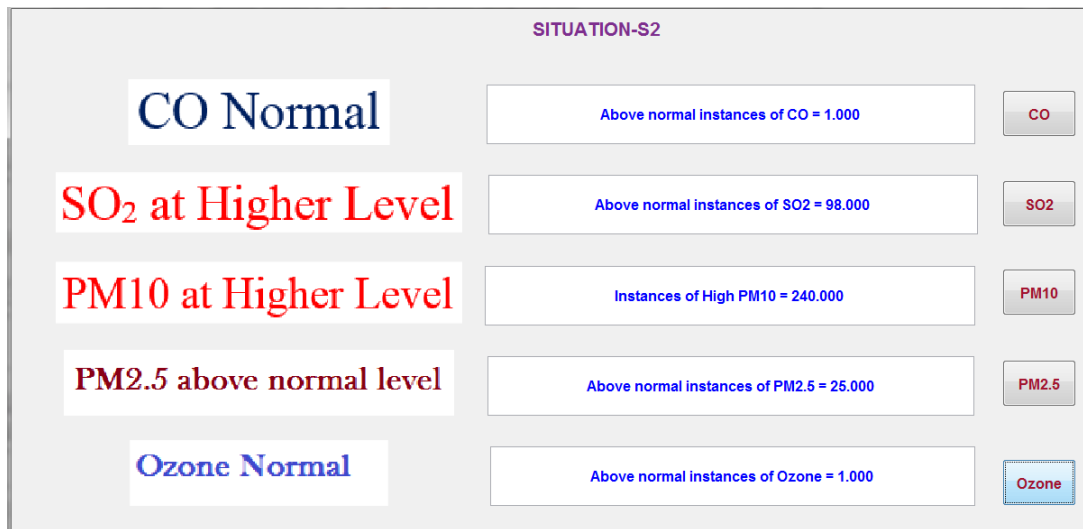 SITUATION-S2
CO Normal
Above normal instances of CO = 1.000
CO
SO₂ at Higher Level
Above normal instances of SO2 = 98.000
SO2
PM10 at Higher Level
Instances of High PM10 = 240.000
PM10
PM2.5 above normal level
Above normal instances of PM2.5 = 25.000
PM2.5
Ozone Normal
Above normal instances of Ozone = 1.000
Ozone